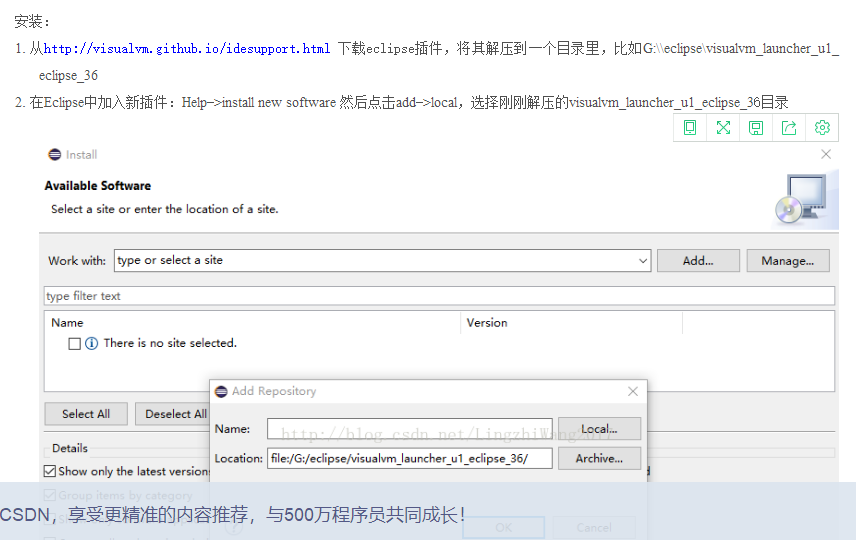 安装：
1. 从http://visualvm.github.io/idesupport.html 下载eclipse插件，将其解压到一个目录里，比如G:\\eclipse\visualvm_launcher_u1_
eclipse_36
2. 在Eclipse中加入新插件：Help–>install new software 然后点击add–>local，选择刚刚解压的visualvm_launcher_u1_eclipse_36目录
Install
Available Software
Select a site or enter the location of a site.
Work with: type or select a site Add... Manage...
type filter text
Name Version
There is no site selected.
Add Repository
Select All Deselect All
Name: http://blog.csdn.net/LingzhiWang2017 Local...
Location: file:/G:/eclipse/visualvm_launcher_u1_eclipse_36/ Archive...
Details
Show only the latest version
Group items by category
CSDN，享受更精准的内容推荐，与500万程序员共同成长！
OK Cancel